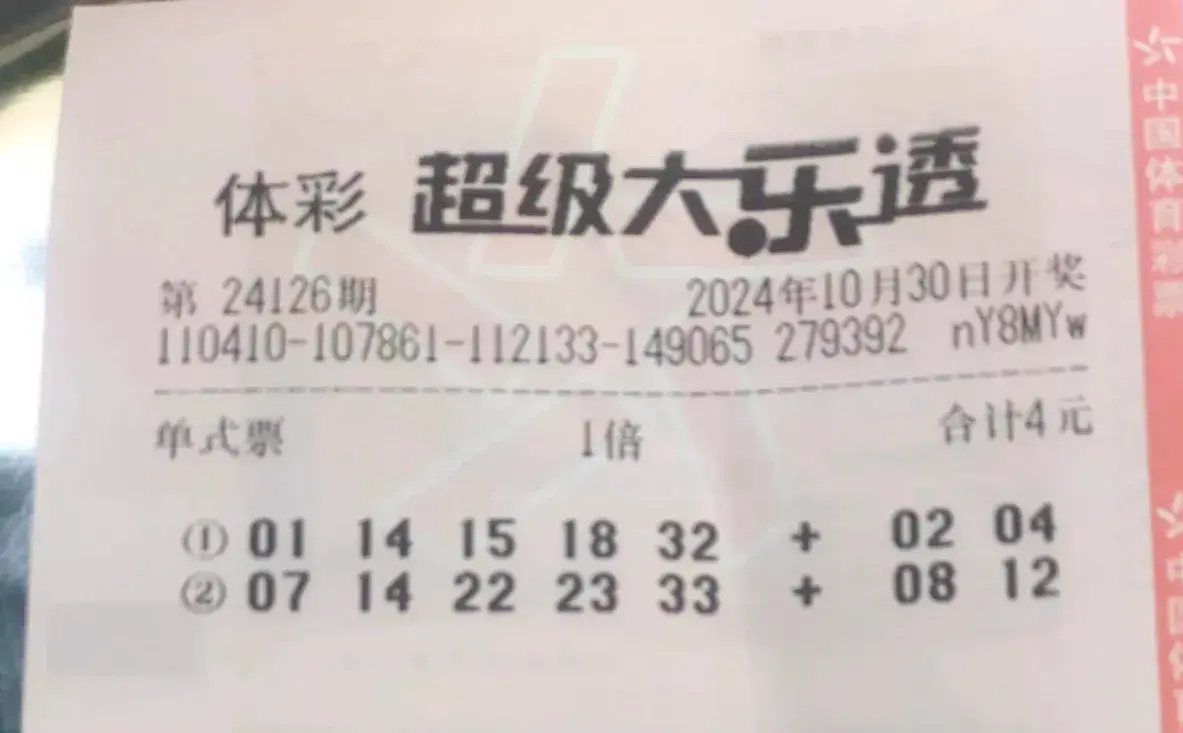 体彩 超级大乐透
第 24126期 2024年10月30日开奖
110410-107861-112133-149065 279392 nY8MYw
单式票 1倍 合计4元
① 01 14 15 18 32 + 02 04
② 07 14 22 23 33 + 08 12
中国体育彩票
中国体育